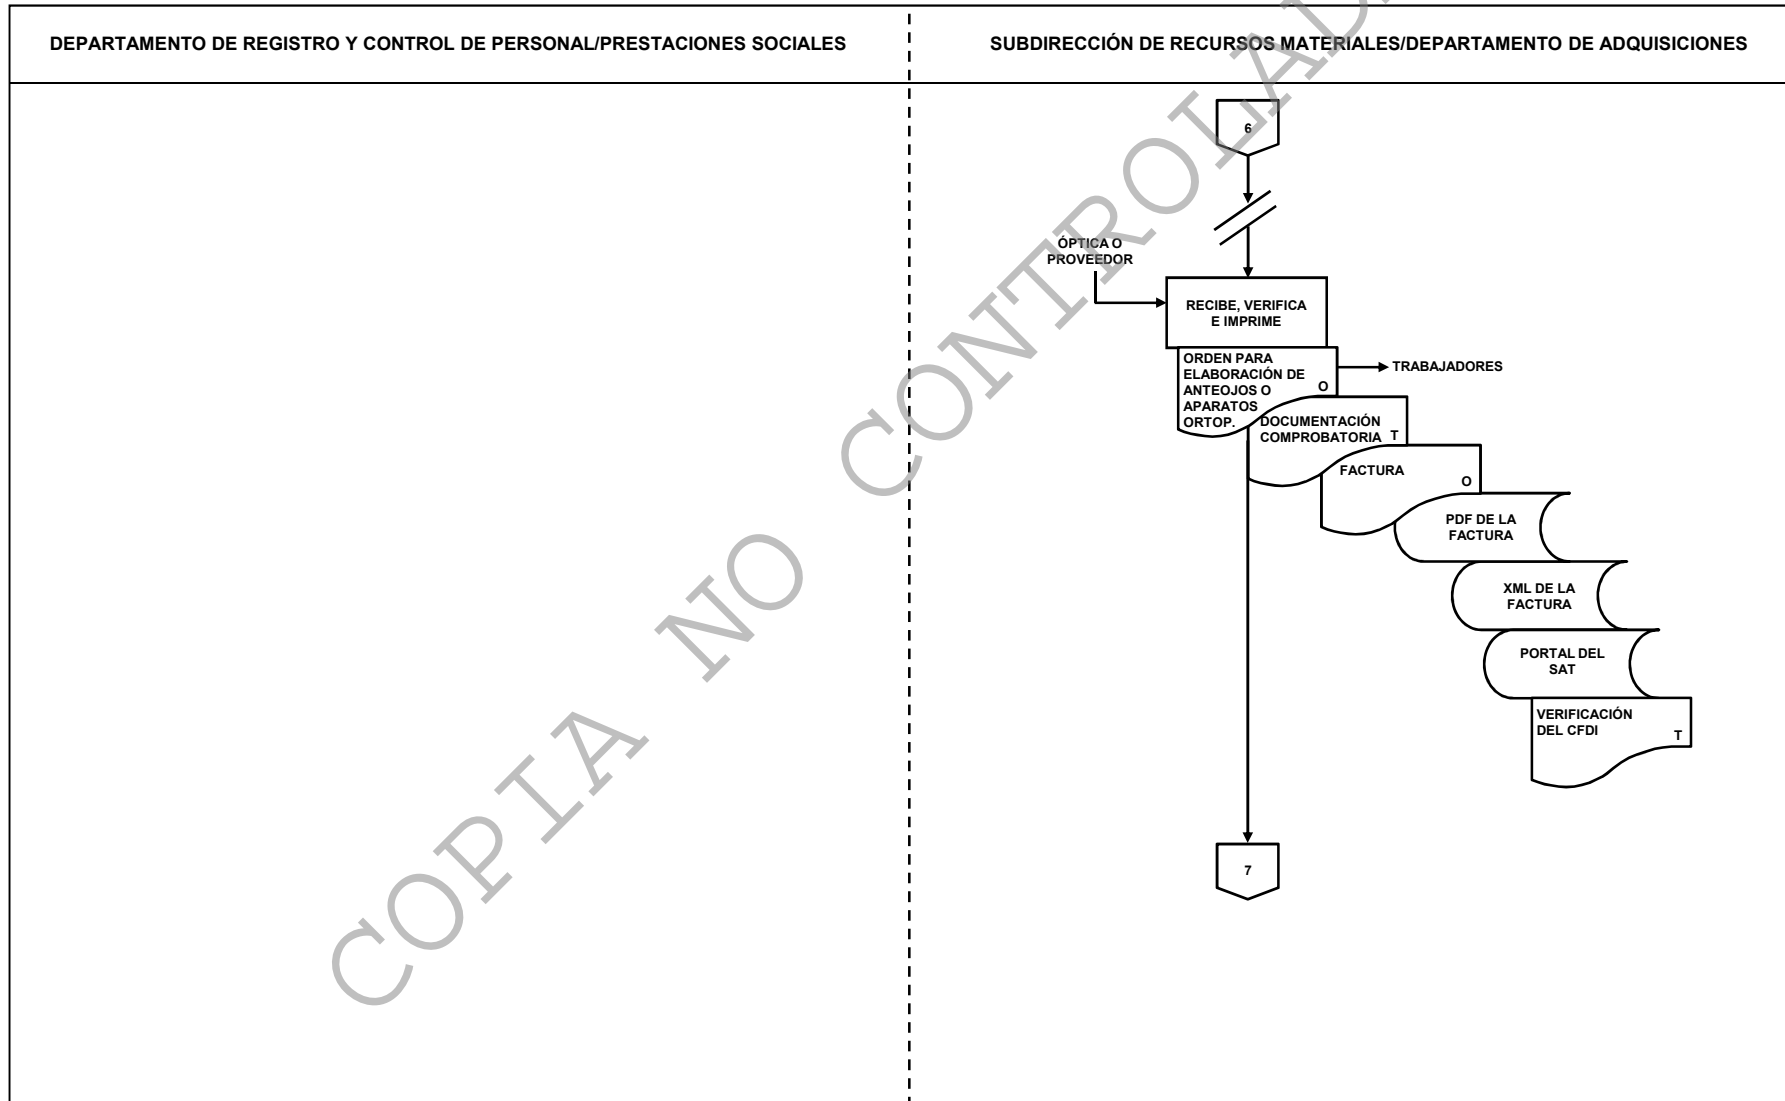 DEPARTAMENTO DE REGISTRO Y CONTROL DE PERSONAL/PRESTACIONES SOCIALES
SUBDIRECCIÓN DE RECURSOS MATERIALES/DEPARTAMENTO DE ADQUISICIONES
6
ÓPTICA O
PROVEEDOR
RECIBE, VERIFICA
E IMPRIME
ORDEN PARA
ELABORACIÓN DE
ANTEOJOS O
APARATOS
ORTOP.
O
TRABAJADORES
DOCUMENTACIÓN
COMPROBATORIA T
FACTURA
O
PDF DE LA
FACTURA
XML DE LA
FACTURA
PORTAL DEL
SAT
VERIFICACIÓN
DEL CFDI
T
7
COPIA NO CONTROLAD